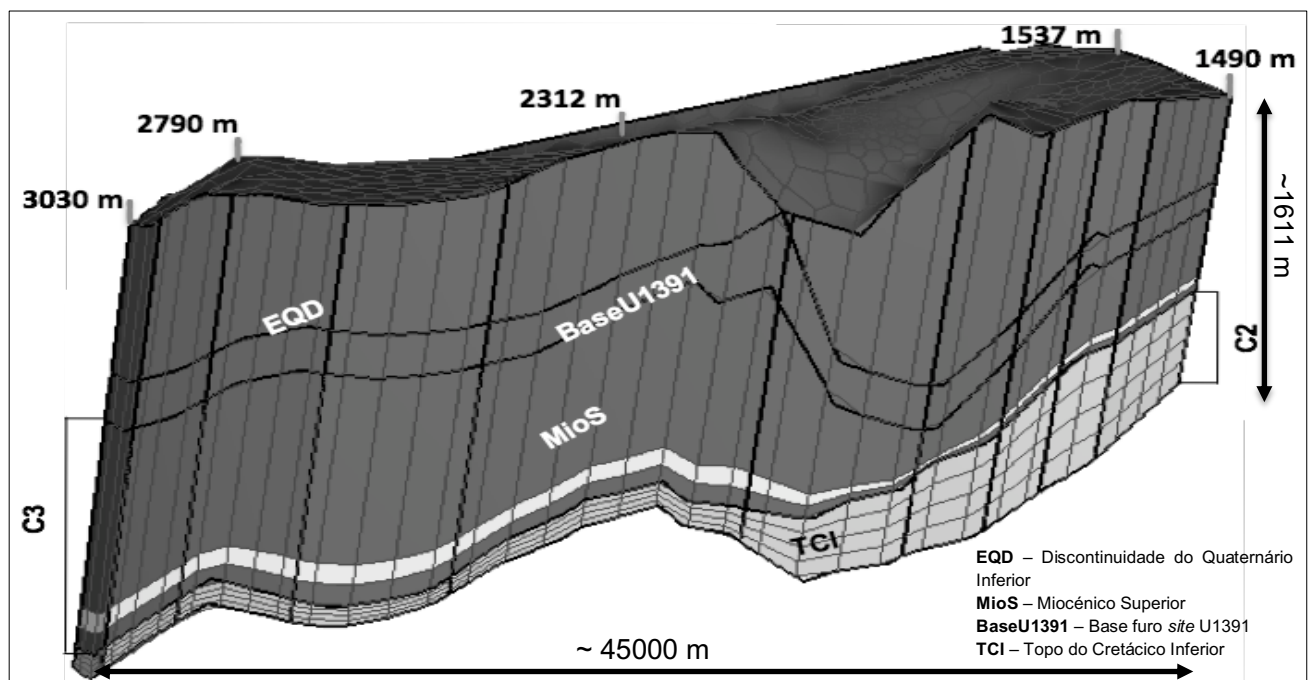 1537 m
1490 m
2312 m
2790 m
3030 m
~1611 m
EQD
BaseU1391
C2
MioS
C3
TCI
EQD – Discontinuidade do Quaternário
Inferior
MioS – Miocénico Superior
BaseU1391 – Base furo site U1391
TCI – Topo do Cretácico Inferior
~ 45000 m